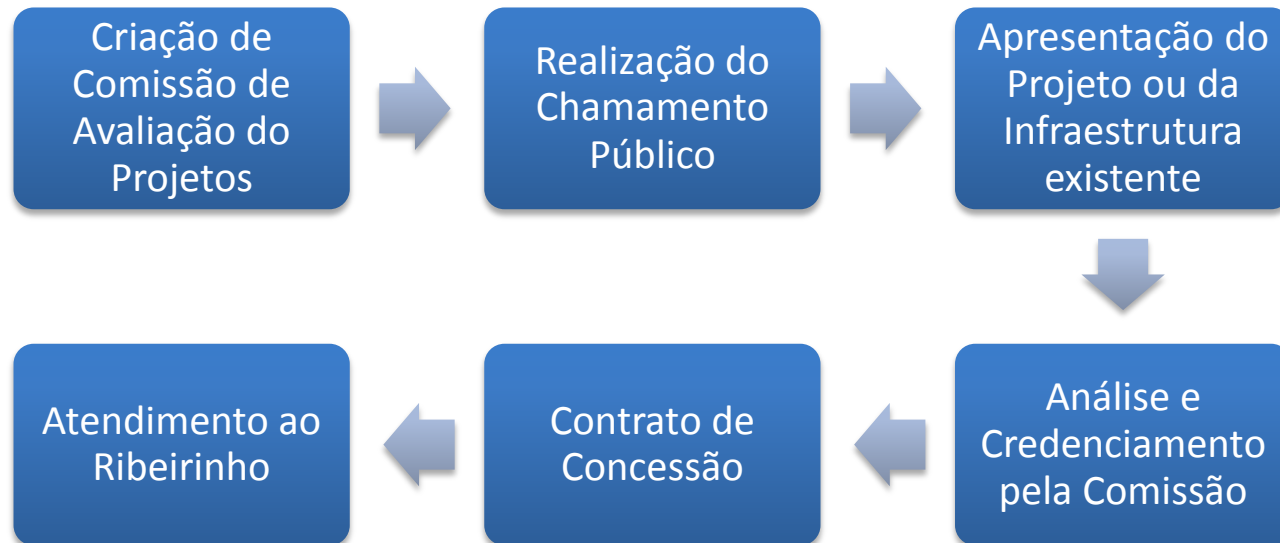 Criação de
Comissão de
Avaliação do
Projetos
Realização do
Chamamento
Público
Apresentação do
Projeto ou da
Infraestrutura
existente
Análise e
Credenciamento
pela Comissão
Contrato de
Concessão
Atendimento ao
Ribeirinho